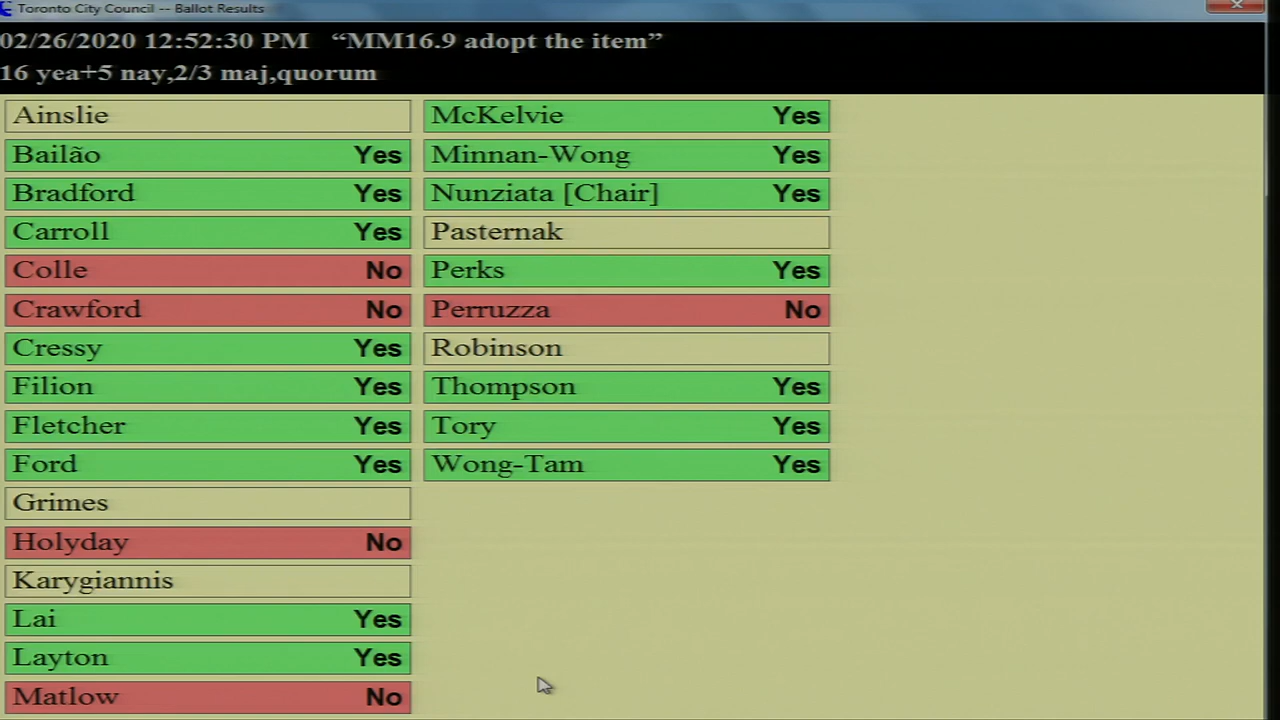 Toronto City Council -- Ballot Results
02/26/2020 12:52:30 PM “MM16.9 adopt the item”
16 yea+5 nay,2/3 maj,quorum
Ainslie
Bailão Yes
Bradford Yes
Carroll Yes
Colle No
Crawford No
Cressy Yes
Filion Yes
Fletcher Yes
Ford Yes
Grimes
Holyday No
Karygiannis
Lai Yes
Layton Yes
Matlow No
McKelvie Yes
Minnan-Wong Yes
Nunziata [Chair] Yes
Pasternak
Perks Yes
Perruzza No
Robinson
Thompson Yes
Tory Yes
Wong-Tam Yes